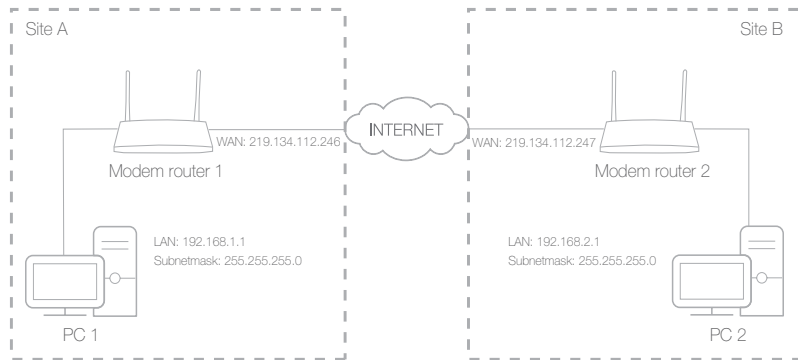 Site A
Site B
INTERNET
WAN: 219.134.112.246
WAN: 219.134.112.247
Modem router 1
Modem router 2
LAN: 192.168.1.1
Subnetmask: 255.255.255.0
LAN: 192.168.2.1
Subnetmask: 255.255.255.0
PC 1
PC 2